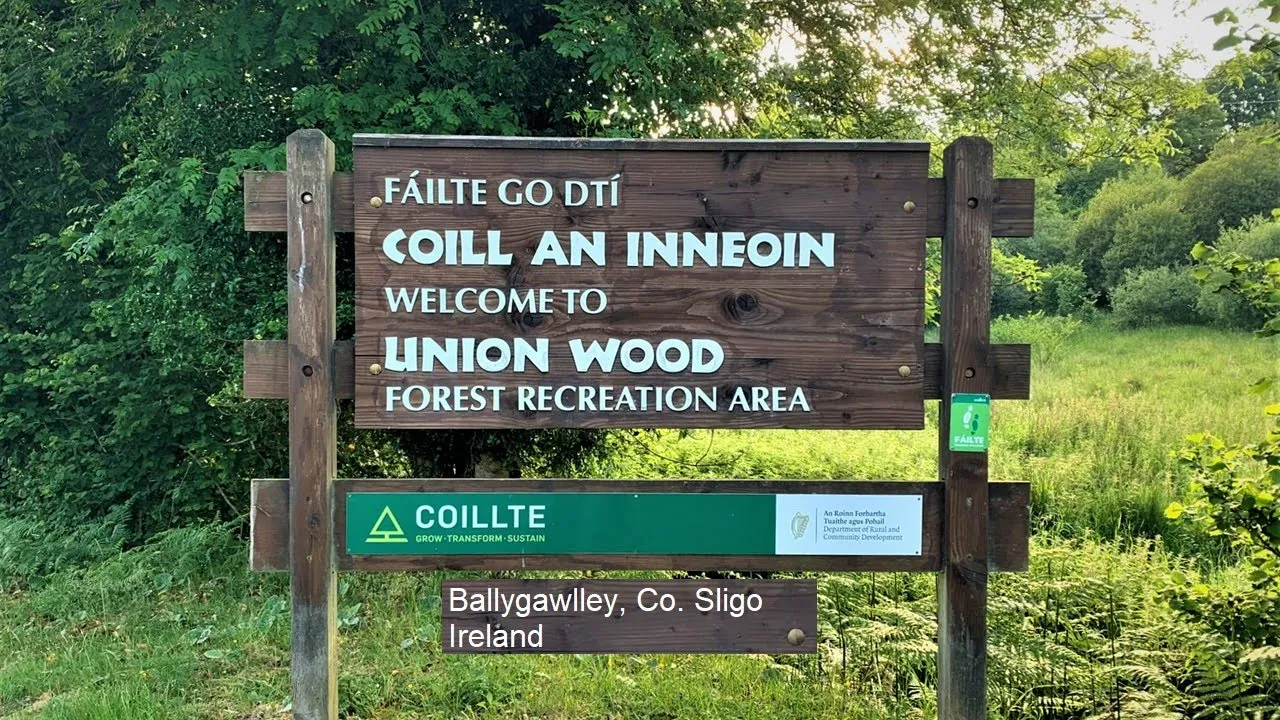 FÁILTE GO DTÍ
COILL AN INNEOIN
WELCOME TO
UNION WOOD
FOREST RECREATION AREA
FÁILTE
COILLTE
GROW · TRANSFORM · SUSTAIN
An Roinn Forbartha
Tuaithe agus Pobail
Department of Rural and
Community Development
Ballygawlley, Co. Sligo
Ireland